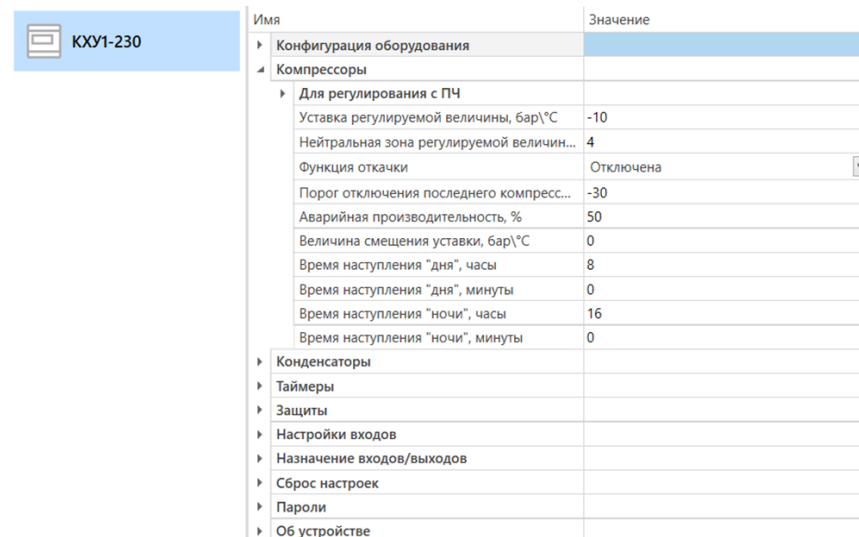 КХУ1-230
Имя Значение
Конфигурация оборудования
Компрессоры
Для регулирования с ПЧ
Уставка регулируемой величины, бар\°C -10
Нейтральная зона регулируемой величин... 4
Функция откачки Отключена
Порог отключения последнего компресс... -30
Аварийная производительность, % 50
Величина смещения уставки, бар\°C 0
Время наступления "дня", часы 8
Время наступления "дня", минуты 0
Время наступления "ночи", часы 16
Время наступления "ночи", минуты 0
Конденсаторы
Таймеры
Защиты
Настройки входов
Назначение входов/выходов
Сброс настроек
Пароли
Об устройстве